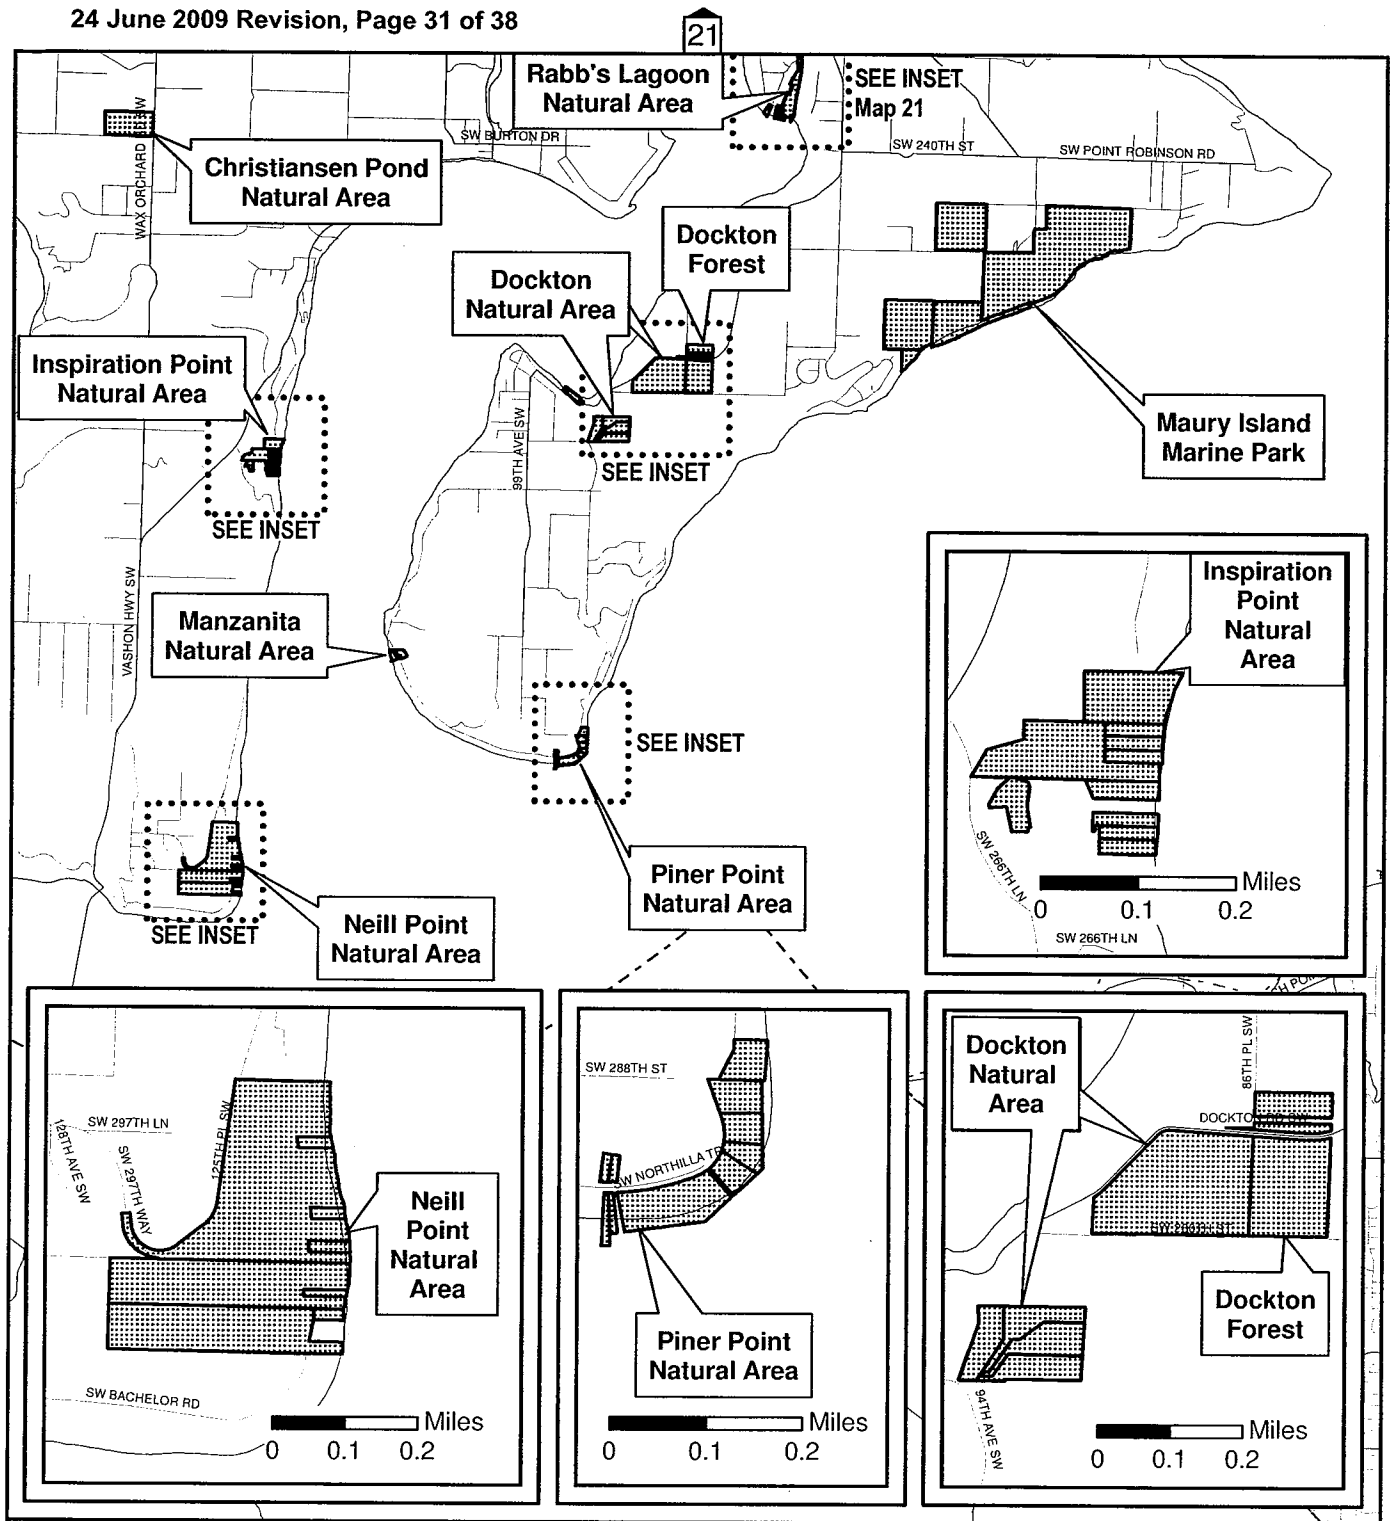 24 June 2009 Revision, Page 31 of 38
21
Rabb's Lagoon
Natural Area
SEE INSET
Map 21
SW BURTON DR
SW 240TH ST
SW POINT ROBINSON RD
WAX ORCHARD
SW
Christiansen Pond
Natural Area
Dockton
Forest
Dockton
Natural Area
Inspiration Point
Natural Area
Maury Island
Marine Park
99TH AVE SW
SEE INSET
SEE INSET
VASHON HWY SW
Manzanita
Natural Area
SEE INSET
Piner Point
Natural Area
Neill Point
Natural Area
SEE INSET
Inspiration
Point
Natural
Area
SW 266TH LN
SW 266TH LN
Miles
0 0.1 0.2
SW 297TH LN
128TH AVE SW
SW 297TH WAY
125TH PL SW
Neill
Point
Natural
Area
SW BACHELOR RD
Miles
0 0.1 0.2
SW 288TH ST
SW NORTHILLA
Piner Point
Natural Area
Miles
0 0.1 0.2
Dockton
Natural
Area
86TH PL SW
DOCKTON RD SW
SW 260TH ST
Dockton
Forest
94TH AVE SW
Miles
0 0.1 0.2